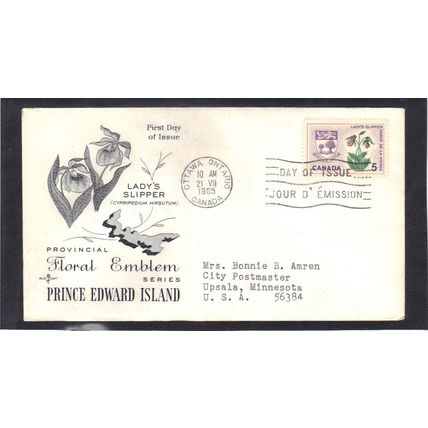 First Day
of Issue
LADY'S
SLIPPER
(CYPRIPEDIUM HIRSUTUM)
PROVINCIAL
Floral Emblem
SERIES
PRINCE EDWARD ISLAND
OTTAWA, ONTARIO
10 AM
21 VII
1965
CANADA
DAY OF ISSUE
JOUR D'ÉMISSION
LADY'S SLIPPER
CANADA 5
Mrs. Bonnie B. Amren
City Postmaster
Upsala, Minnesota
U. S. A. 56384